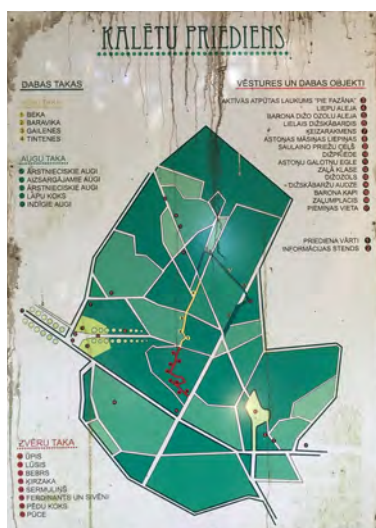 KALĒTU PRIEDIENS
DABAS TAKAS
BEKA
BARAVIKA
GAILENES
TINTENES
AUGU TAKA
ĀRSTNIECISKIE AUGI
AIZSARGĀJAMIE AUGI
ĀRSTNIECISKIE AUGI
LĀPU KOKS
INDĪGIE AUGI
VĒSTURES UN DABAS OBJEKTI
AKTĪVĀS ATPŪTAS LAUKUMS "PIE FAZĀNA"
LIEPU ALEJA
BARONA DIŽO OZOLU ALEJA
LIELAIS DIŽSKĀBARDIS
ĶEIZARAKMENS
ASTOŅAS MĀSIŅAS LIEPIŅAS
SAULAINO PRIEŽU CEĻŠ
DIŽPRIEDE
ASTOŅU GALOTŅU EGLE
ZAĻĀ KLASE
DIŽOZOLS
DIŽSKĀBARŽU AUDZE
BARONA KAPI
ZAĻUMPLACIS
PIEMIŅAS VIETA
PRIEDIENA VĀRTI
INFORMĀCIJAS STENDS
ZVĒRU TAKA
ŪPIS
LŪSIS
BEBRS
ĶIRZAKA
SERMULIŅŠ
FERDINANTS UN SIVĒNI
PĒDU KOKS
PŪCE